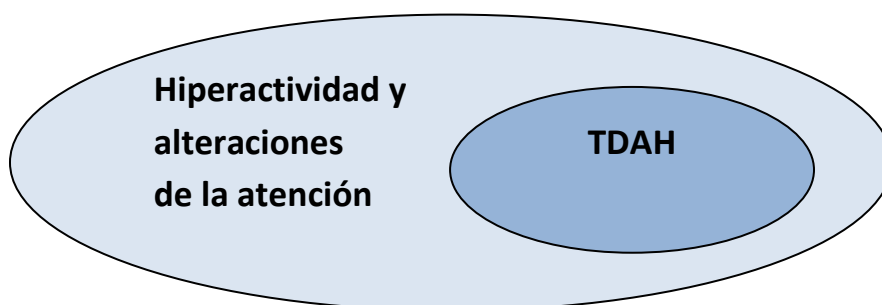 Hiperactividad y
alteraciones
de la atención
TDAH